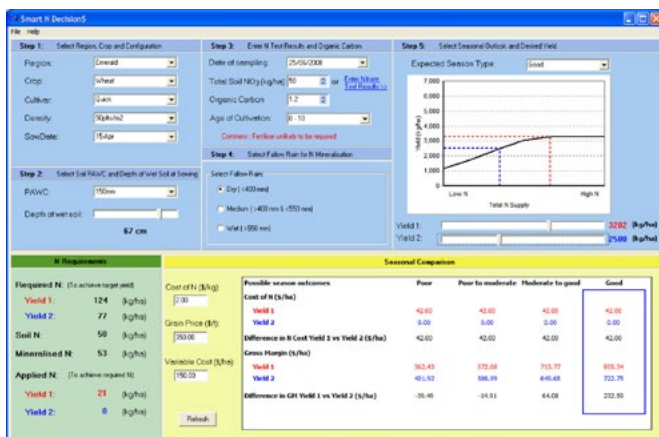 Smart N Decision5
File Help
Step 1: Select Region, Crop and Configuration
Region: Emerald
Crop: Wheat
Cultivar: Quick
Density: 50plt/m2
SowDate: 15-Apr
Step 2: Select Soil PAWC and Depth of Wet Soil at Sowing
PAWC: 150mm
Depth of wet soil:
67 cm
Step 3: Enter N Test Results and Organic Carbon
Date of sampling: 25/06/2008
Total Soil NO3 (kg/ha) 50 or Enter Nitrate Test Results >>
Organic Carbon 1.2
Age of Cultivation: 0 - 10
Comment : Fertiliser unlikely to be required
Step 4: Select Fallow Rain for N Mineralisation
Select Fallow Rain:
Dry (<400 mm)
Medium (>400 mm & <550 mm)
Wet (>550 mm)
Step 5: Select Seasonal Outlook, and Desired Yield
Expected Season Type: Good
Yield (kg/ha)
7,000
6,000
5,000
4,000
3,000
2,000
1,000
0
Low N High N
Total N Supply
Yield 1: 3282 (kg/ha)
Yield 2: 2500 (kg/ha)
N Requirements
Required N: (To achieve target yield)
Yield 1: 124 (kg/ha)
Yield 2: 77 (kg/ha)
Soil N: 50 (kg/ha)
Mineralised N: 53 (kg/ha)
Applied N: (To achieve required N)
Yield 1: 21 (kg/ha)
Yield 2: 0 (kg/ha)
Seasonal Comparison
Cost of N ($/kg)
2.00
Grain Price ($/t):
350.00
Variable Cost ($/ha):
150.00
Refresh
Possible season outcomes Poor Poor to moderate Moderate to good Good
Cost of N ($/ha)
Yield 1 42.00 42.00 42.00 42.00
Yield 2 0.00 0.00 0.00 0.00
Difference in N Cost Yield 1 vs Yield 2 ($/ha) 42.00 42.00 42.00 42.00
Gross Margin ($/ha)
Yield 1 362.43 572.08 713.77 955.34
Yield 2 401.92 586.99 649.68 722.75
Difference in GM Yield 1 vs Yield 2 ($/ha) -39.49 -14.91 64.08 232.59